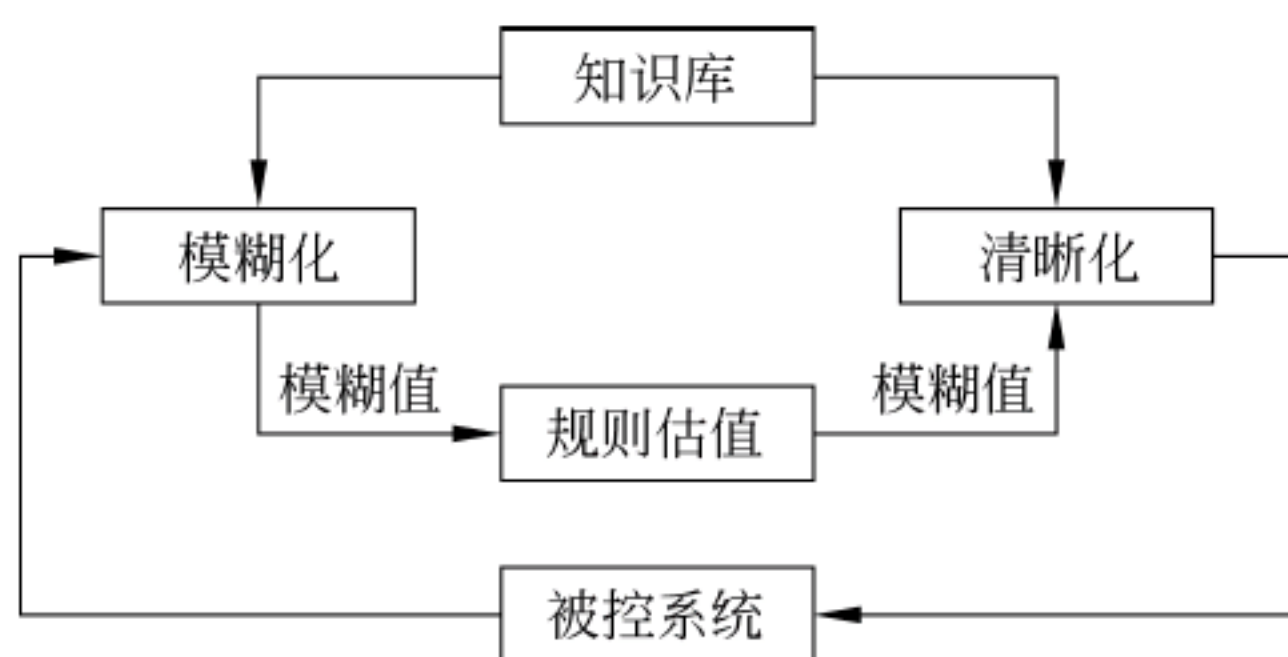 知识库
模糊化
清晰化
模糊值
模糊值
规则估值
被控系统